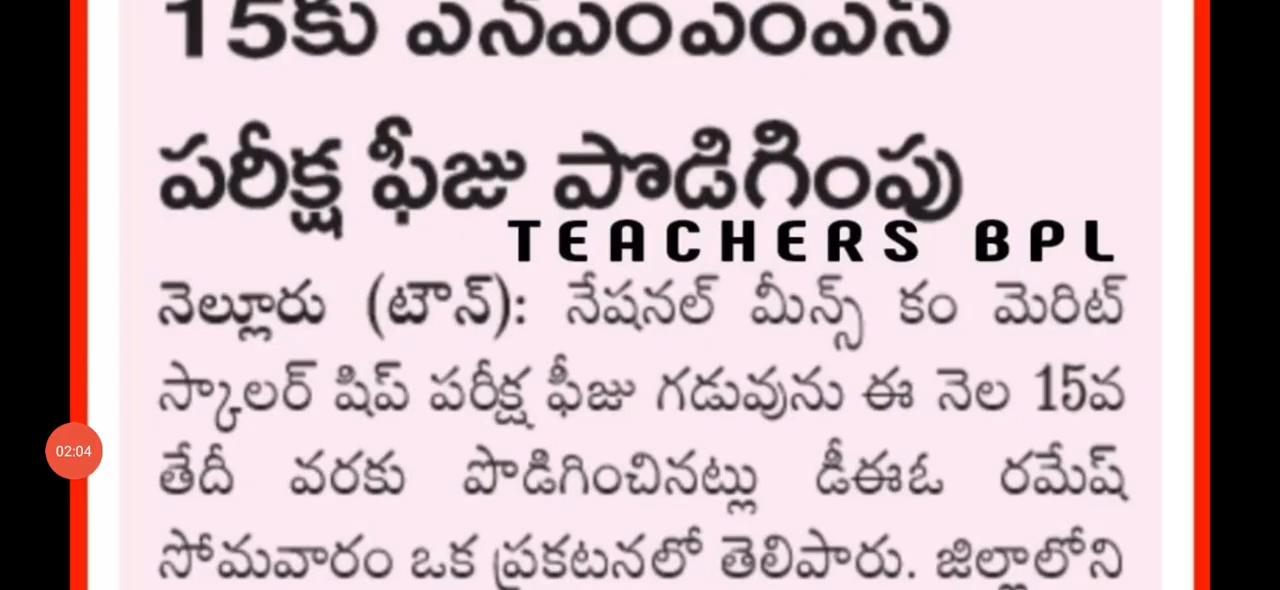 15కు ఎన్ఎంఎంఎస్
పరీక్ష ఫీజు పొడిగింపు
TEACHERS BPL
నెల్లూరు (టౌన్): నేషనల్ మీన్స్ కం మెరిట్
స్కాలర్ షిప్ పరీక్ష ఫీజు గడువును ఈ నెల 15వ
02:04
తేదీ వరకు పొడిగించినట్లు డీఈఓ రమేష్
సోమవారం ఒక ప్రకటనలో తెలిపారు. జిల్లాలోని